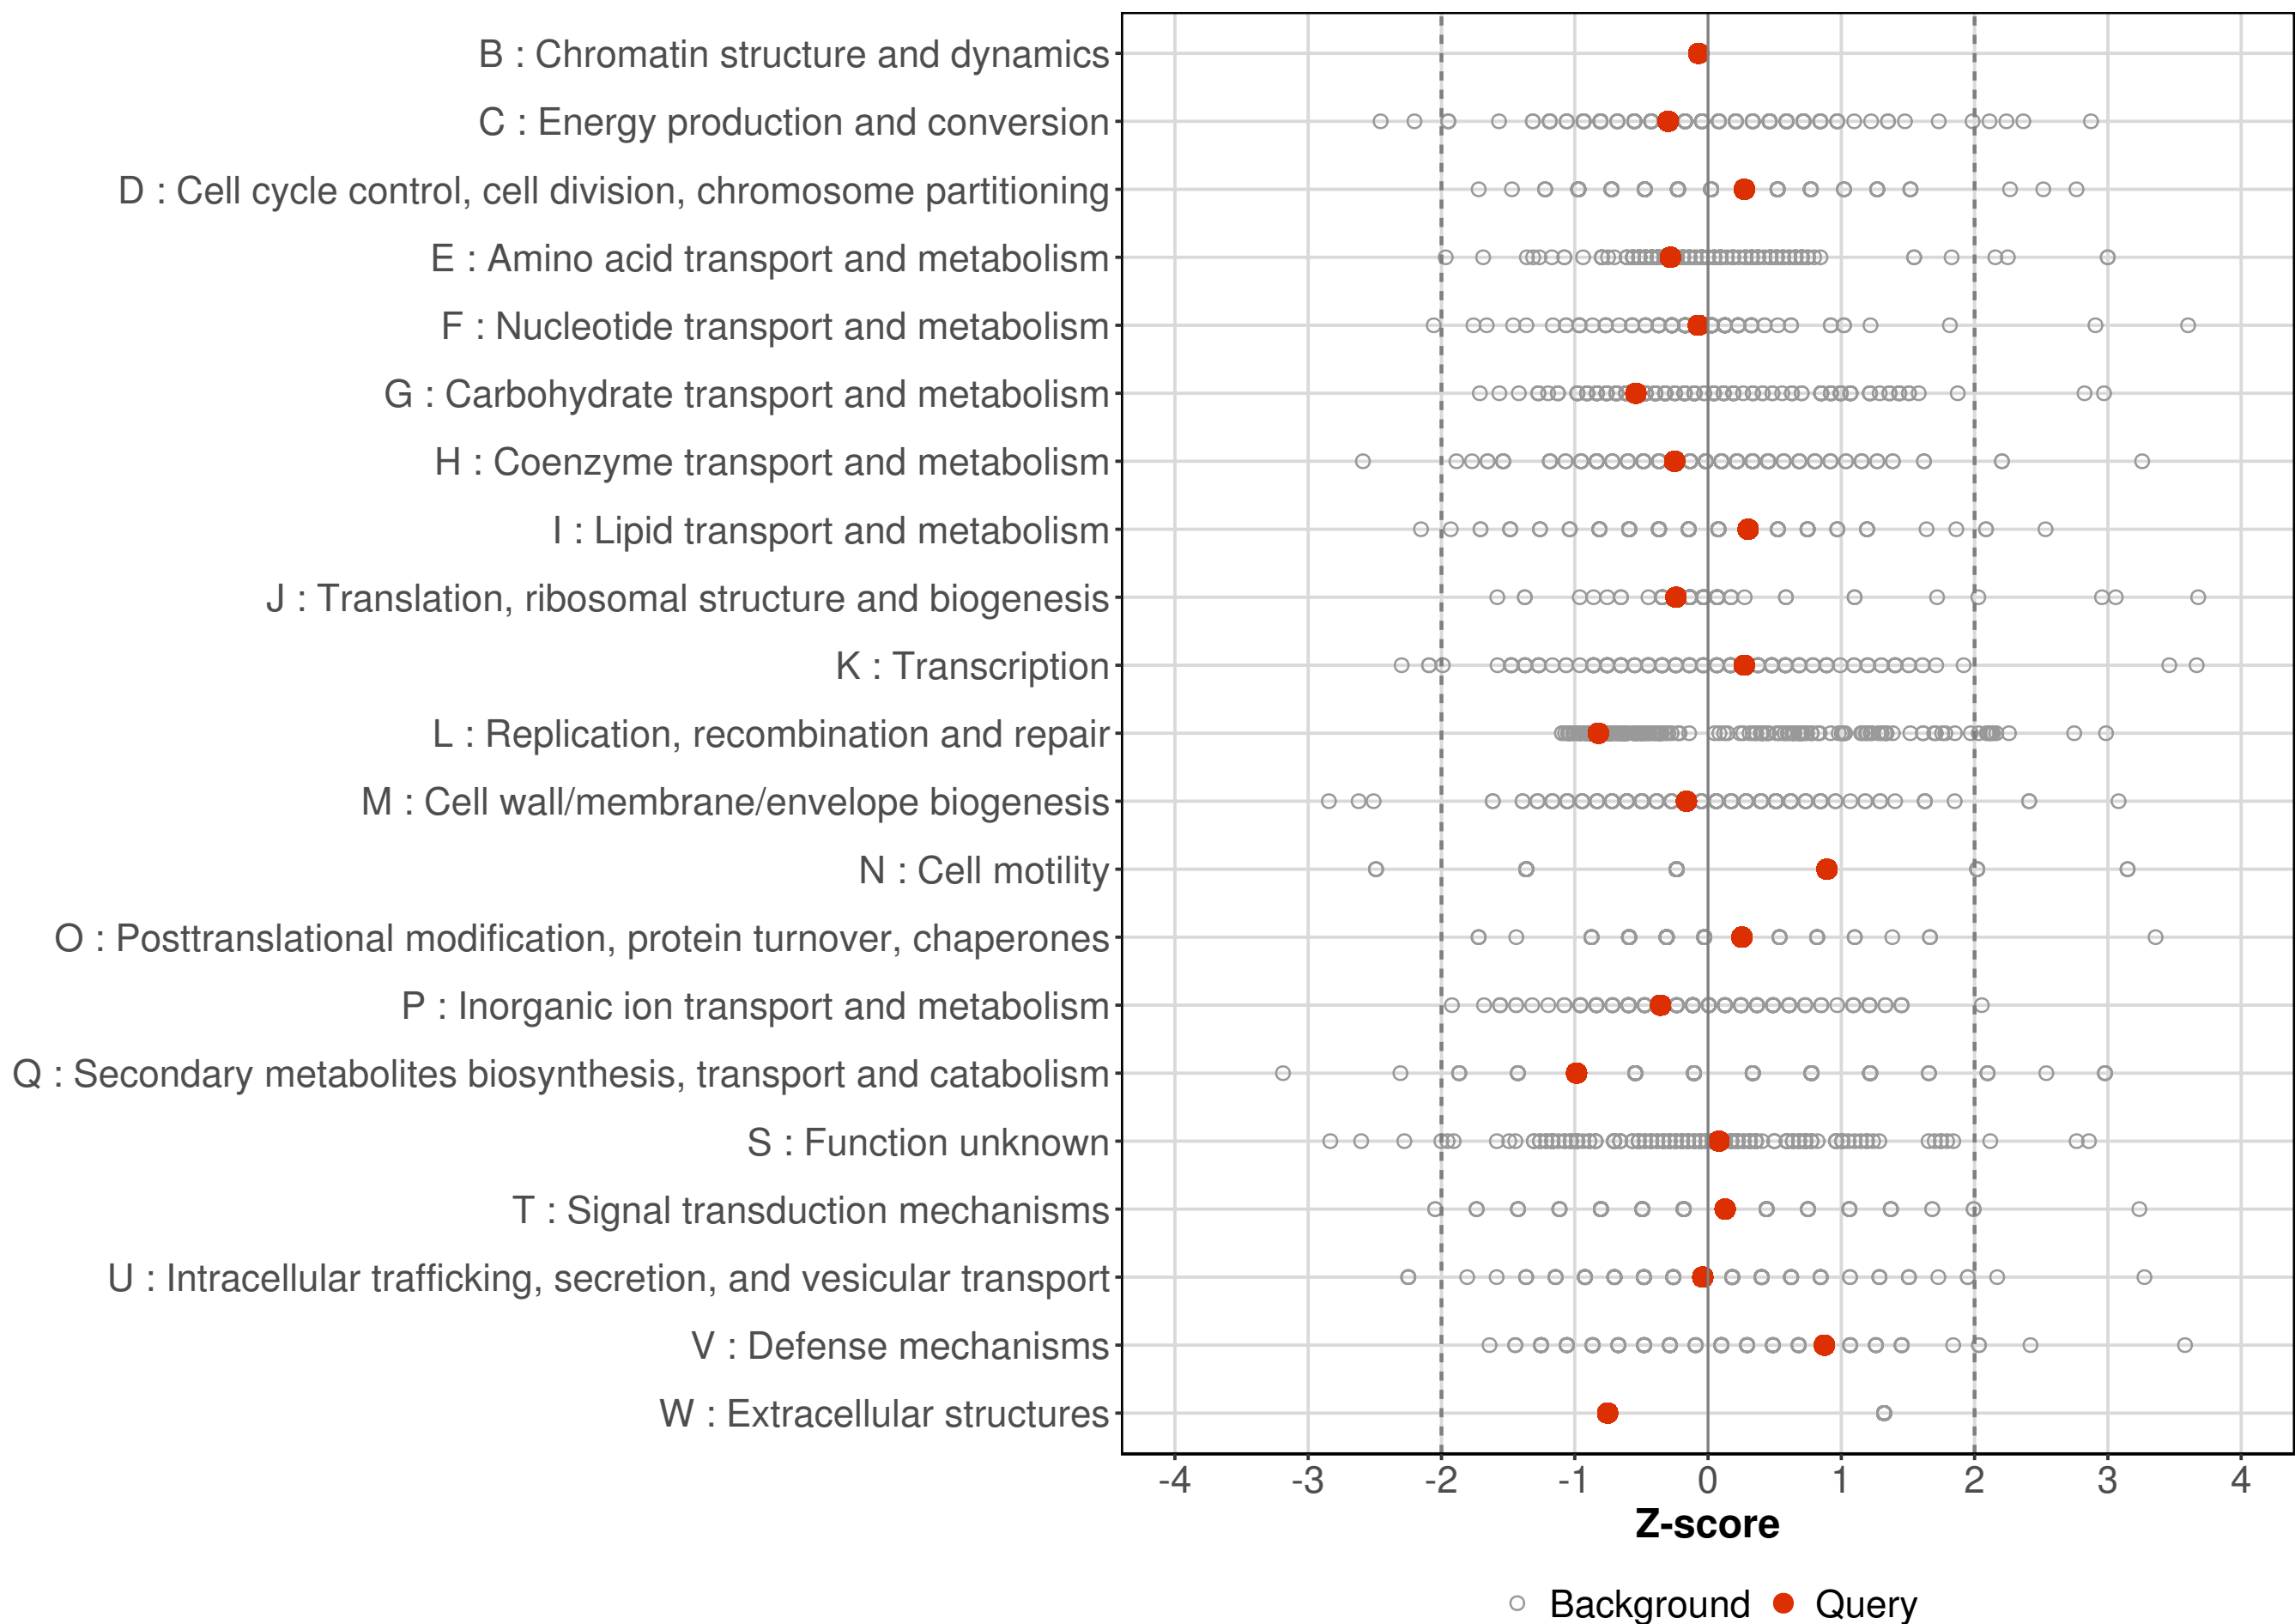 B : Chromatin structure and dynamics
C : Energy production and conversion
D : Cell cycle control, cell division, chromosome partitioning
E : Amino acid transport and metabolism
F : Nucleotide transport and metabolism
G : Carbohydrate transport and metabolism
H : Coenzyme transport and metabolism
I : Lipid transport and metabolism
J : Translation, ribosomal structure and biogenesis
K : Transcription
L : Replication, recombination and repair
M : Cell wall/membrane/envelope biogenesis
N : Cell motility
O : Posttranslational modification, protein turnover, chaperones
P : Inorganic ion transport and metabolism
Q : Secondary metabolites biosynthesis, transport and catabolism
S : Function unknown
T : Signal transduction mechanisms
U : Intracellular trafficking, secretion, and vesicular transport
V : Defense mechanisms
W : Extracellular structures
-4 -3 -2 -1 0 1 2 3 4
Z-score
Background Query